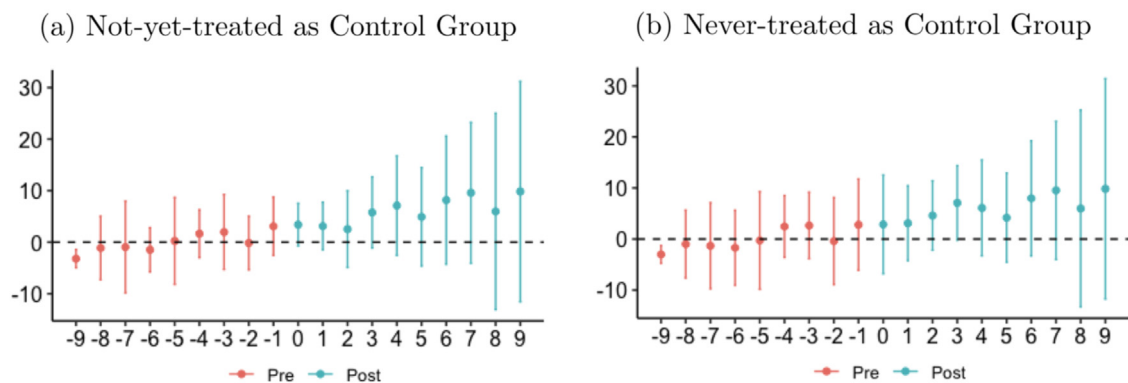 (a) Not-yet-treated as Control Group
30
20
10
0
-10
-9 -8 -7 -6 -5 -4 -3 -2 -1 0 1 2 3 4 5 6 7 8 9
Pre Post
(b) Never-treated as Control Group
30
20
10
0
-10
-9 -8 -7 -6 -5 -4 -3 -2 -1 0 1 2 3 4 5 6 7 8 9
Pre Post